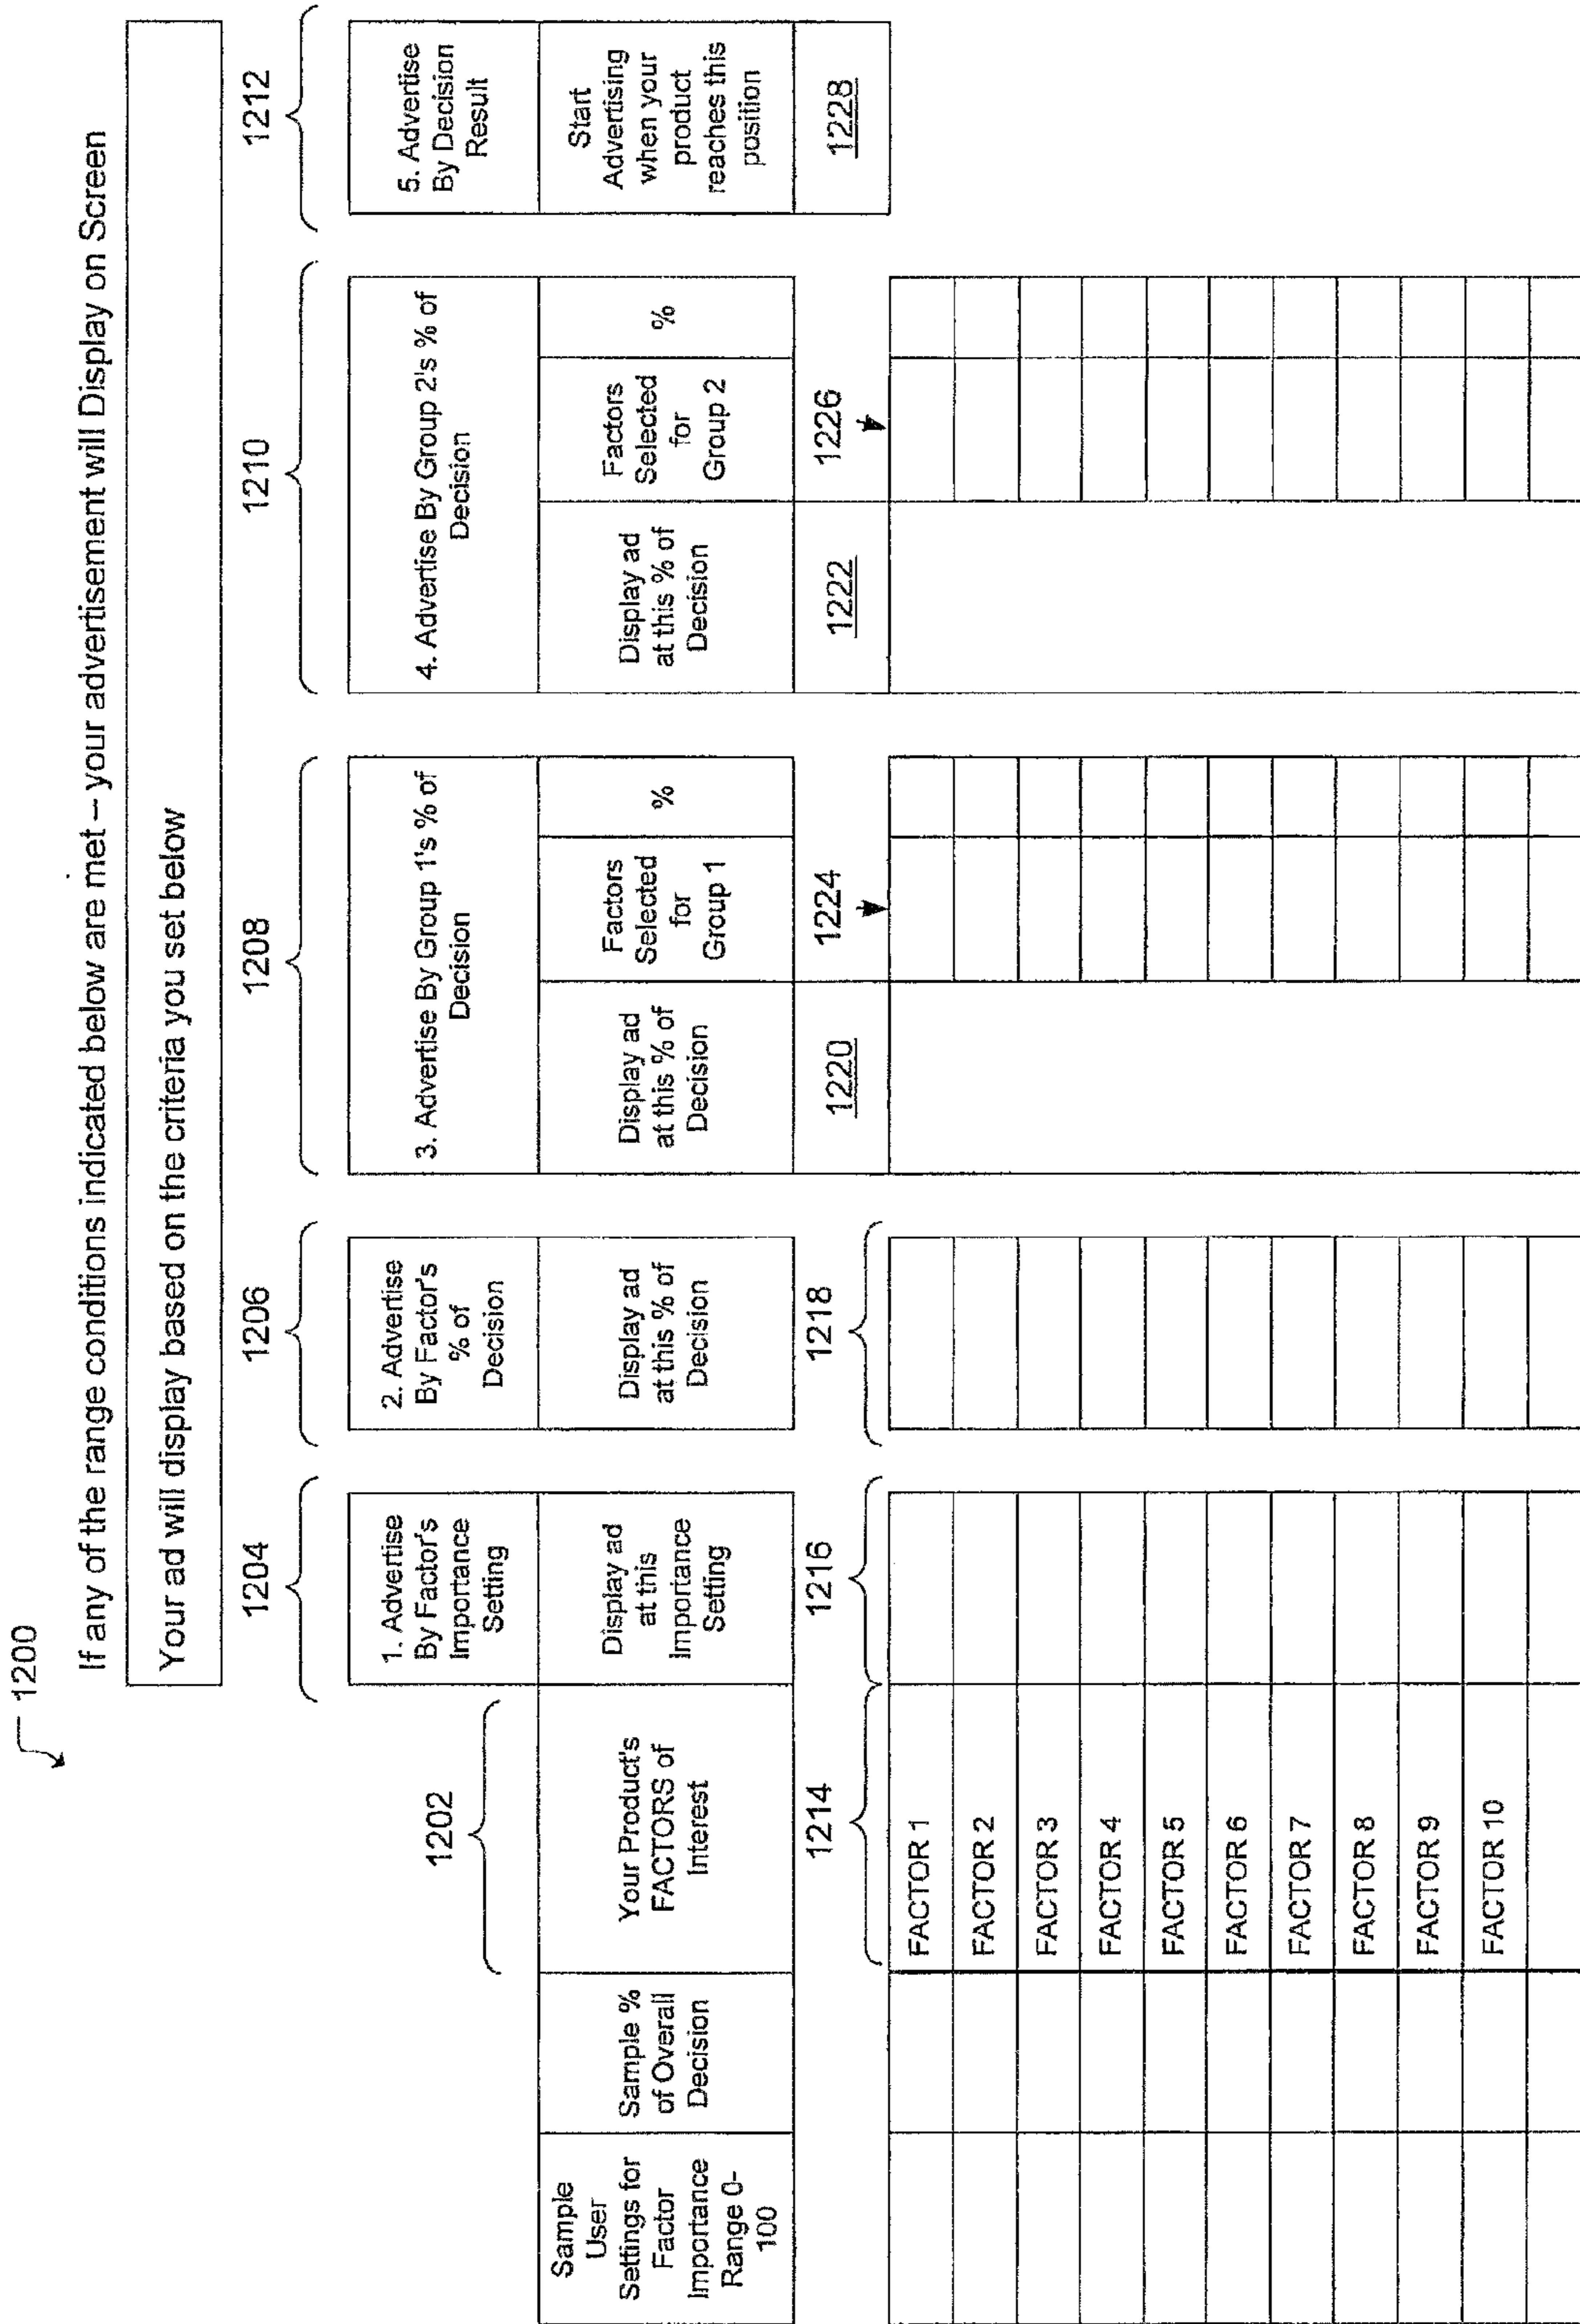 1200
If any of the range conditions indicated below are met – your advertisement will Display on Screen
Your ad will display based on the criteria you set below
1202
1204
1206
1208
1210
1212
1. Advertise
By Factor's
Importance
Setting
2. Advertise
By Factor's
% of
Decision
3. Advertise By Group 1's % of
Decision
4. Advertise By Group 2's % of
Decision
5. Advertise
By Decision
Result
Sample
User
Settings for
Factor
Importance
Range 0-
100
Sample %
of Overall
Decision
Your Product's
FACTORS of
Interest
Display ad
at this
Importance
Setting
Display ad
at this % of
Decision
Display ad
at this % of
Decision
Factors
Selected
for
Group 1
%
Display ad
at this % of
Decision
Factors
Selected
for
Group 2
%
Start
Advertising
when your
product
reaches this
position
1214
1216
1218
1220
1224
1222
1226
1228
FACTOR 1
FACTOR 2
FACTOR 3
FACTOR 4
FACTOR 5
FACTOR 6
FACTOR 7
FACTOR 8
FACTOR 9
FACTOR 10